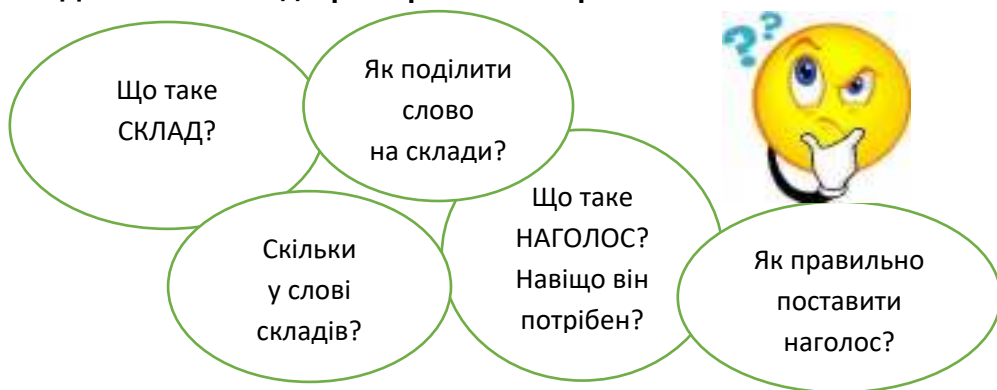 Що таке
СКЛАД?
Як поділити
слово
на склади?
Скільки
у слові
складів?
Що таке
НАГОЛОС?
Навіщо він
потрібен?
Як правильно
поставити
наголос?